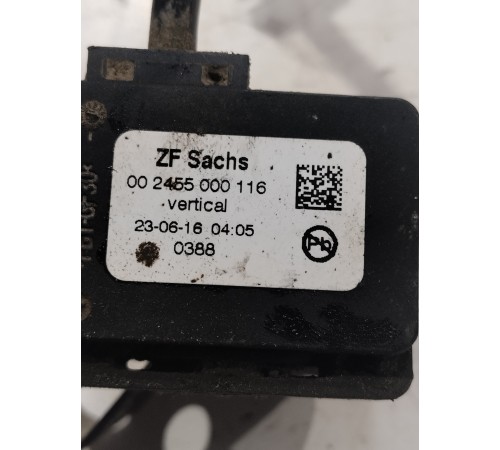 ZF Sachs
00 2455 000 116
vertical
23-06-16 04:05
0388
Pb